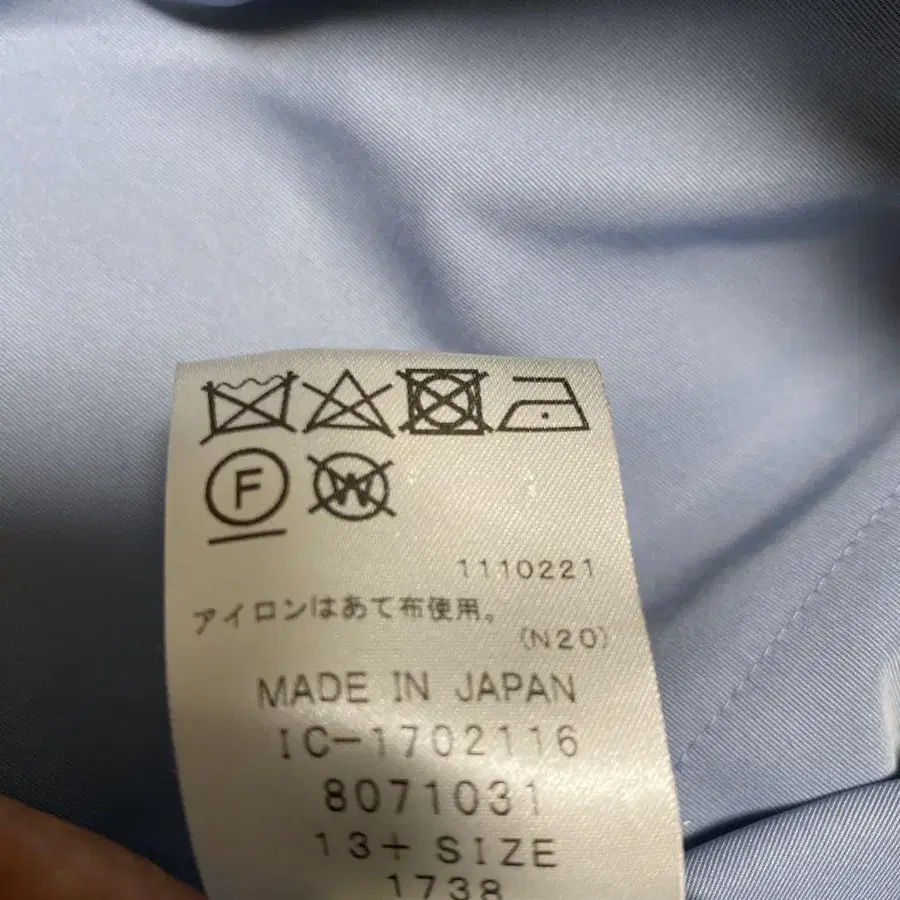 F W
1110221
アイロンはあて布使用。
(N20)
MADE IN JAPAN
IC-1702116
8071031
13+ SIZE
1738